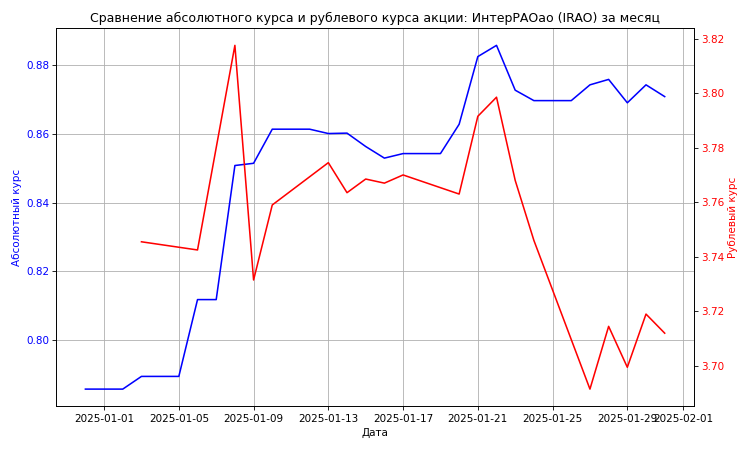 Сравнение абсолютного курса и рублевого курса акции: ИнтерРАОао (IRAO) за месяц
Абсолютный курс
0.88
0.86
0.84
0.82
0.80
3.82
3.80
3.78
3.76
3.74
3.72
3.70
Рублевый курс
2025-01-01 2025-01-05 2025-01-09 2025-01-13 2025-01-17 2025-01-21 2025-01-25 2025-01-29 2025-02-01
Дата